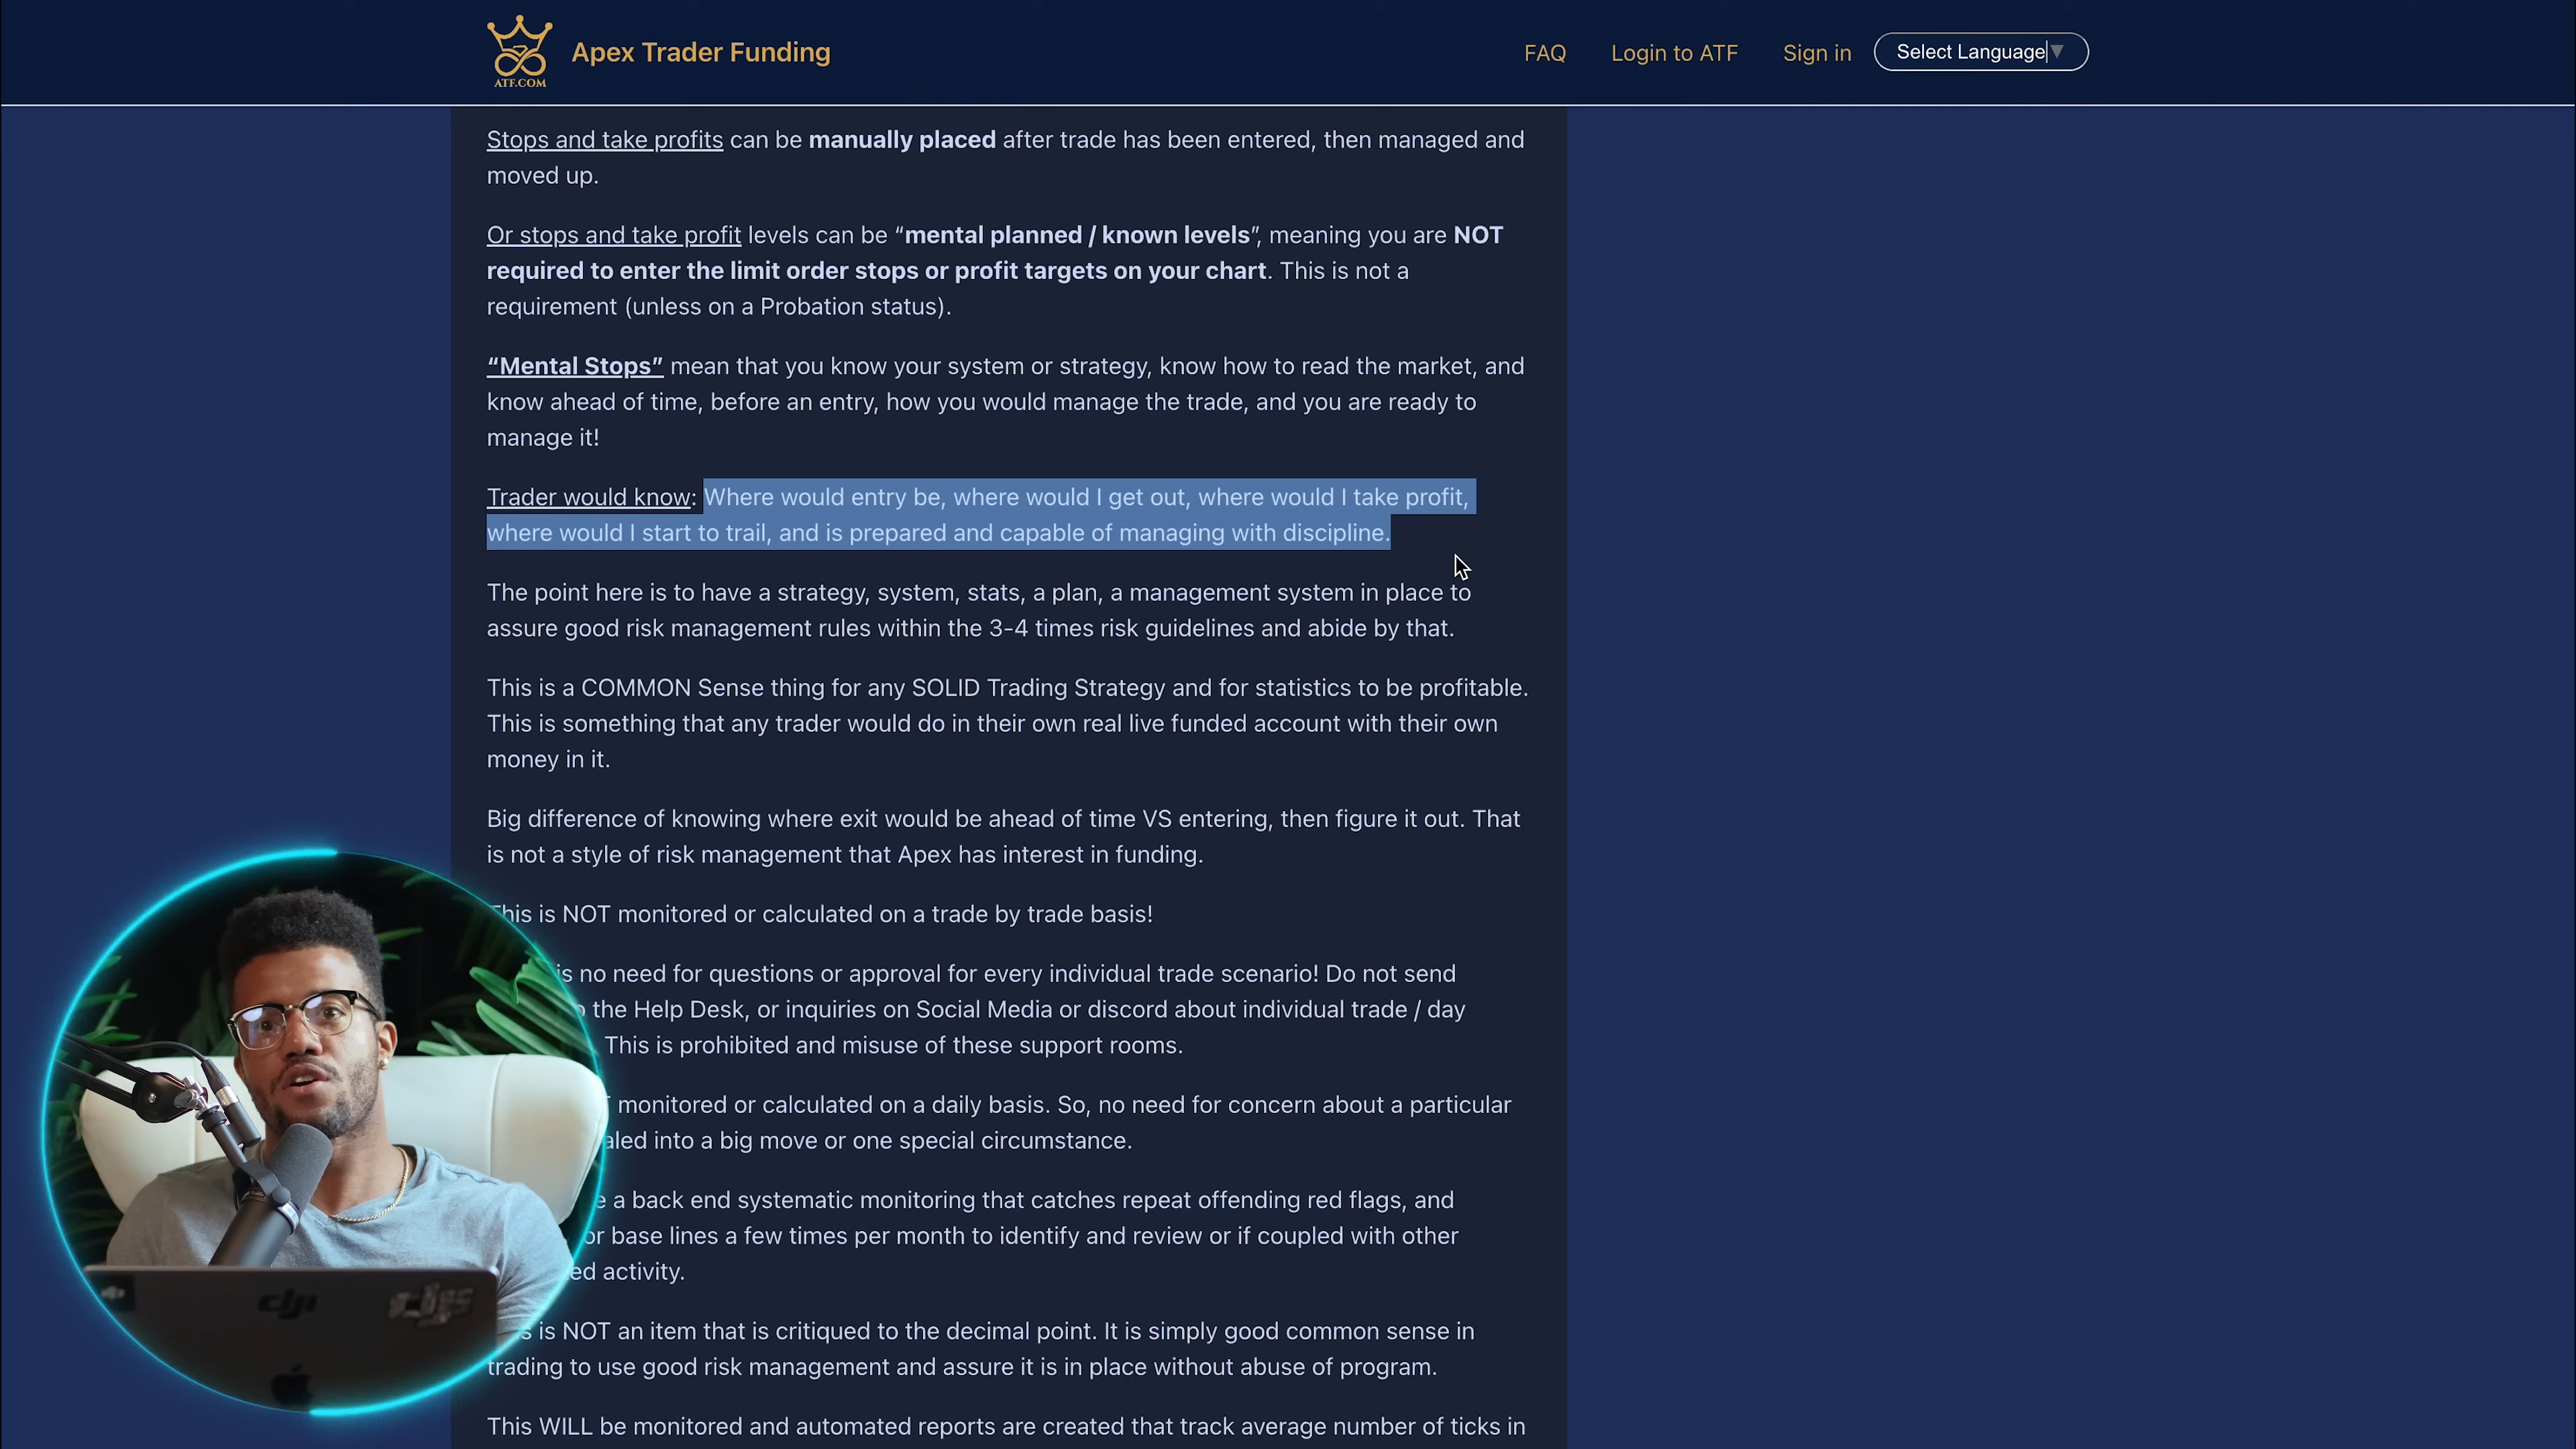 Apex Trader Funding
ATF.COM
FAQ
Login to ATF
Sign in
Select Language
Stops and take profits can be manually placed after trade has been entered, then managed and
moved up.
Or stops and take profit levels can be “mental planned / known levels”, meaning you are NOT
required to enter the limit order stops or profit targets on your chart. This is not a
requirement (unless on a Probation status).
“Mental Stops” mean that you know your system or strategy, know how to read the market, and
know ahead of time, before an entry, how you would manage the trade, and you are ready to
manage it!
Trader would know: Where would entry be, where would I get out, where would I take profit,
where would I start to trail, and is prepared and capable of managing with discipline.
The point here is to have a strategy, system, stats, a plan, a management system in place to
assure good risk management rules within the 3-4 times risk guidelines and abide by that.
This is a COMMON Sense thing for any SOLID Trading Strategy and for statistics to be profitable.
This is something that any trader would do in their own real live funded account with their own
money in it.
Big difference of knowing where exit would be ahead of time VS entering, then figure it out. That
is not a style of risk management that Apex has interest in funding.
This is NOT monitored or calculated on a trade by trade basis!
is no need for questions or approval for every individual trade scenario! Do not send
the Help Desk, or inquiries on Social Media or discord about individual trade / day
This is prohibited and misuse of these support rooms.
monitored or calculated on a daily basis. So, no need for concern about a particular
into a big move or one special circumstance.
a back end systematic monitoring that catches repeat offending red flags, and
base lines a few times per month to identify and review or if coupled with other
activity.
is NOT an item that is critiqued to the decimal point. It is simply good common sense in
trading to use good risk management and assure it is in place without abuse of program.
This WILL be monitored and automated reports are created that track average number of ticks in
dji